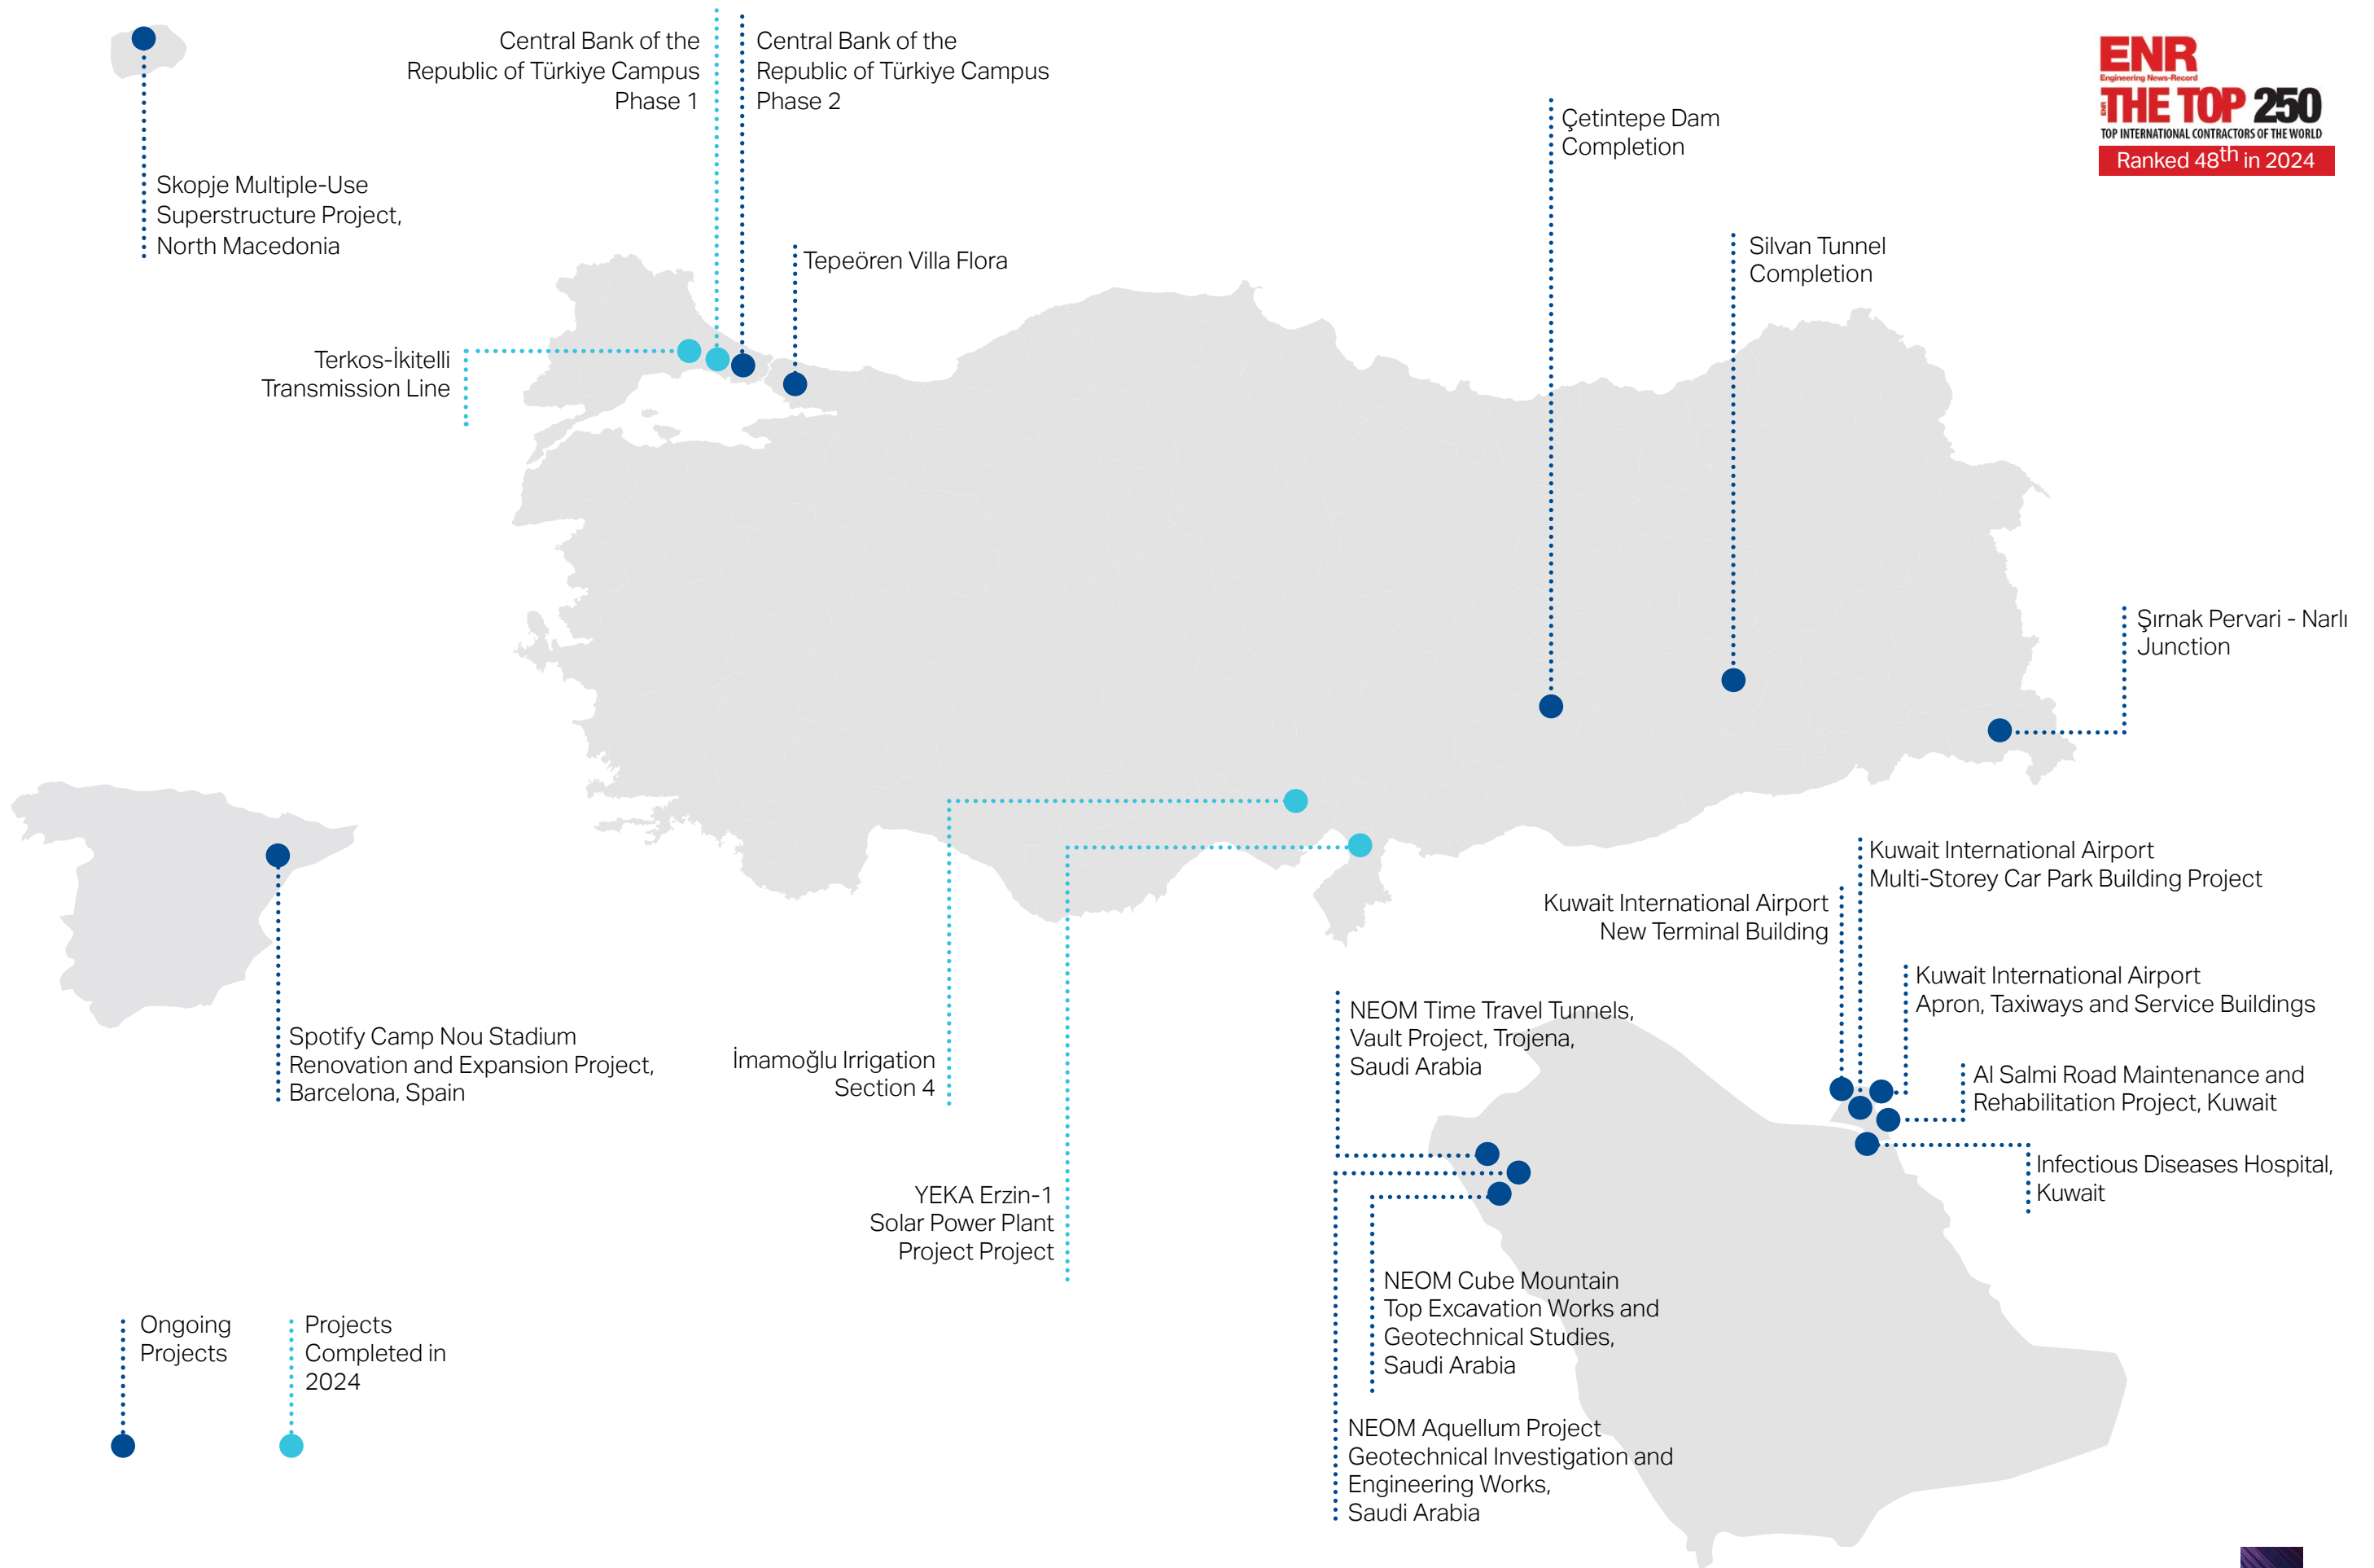 Central Bank of the
Republic of Türkiye Campus
Phase 1
Central Bank of the
Republic of Türkiye Campus
Phase 2
ENR
Engineering News-Record
ENR THE TOP 250
TOP INTERNATIONAL CONTRACTORS OF THE WORLD
Ranked 48th in 2024
Çetintepe Dam
Completion
Skopje Multiple-Use
Superstructure Project,
North Macedonia
Tepeören Villa Flora
Silvan Tunnel
Completion
Terkos-İkitelli
Transmission Line
Şırnak Pervari - Narlı
Junction
Kuwait International Airport
Multi-Storey Car Park Building Project
Kuwait International Airport
New Terminal Building
Kuwait International Airport
Apron, Taxiways and Service Buildings
NEOM Time Travel Tunnels,
Vault Project, Trojena,
Saudi Arabia
Spotify Camp Nou Stadium
Renovation and Expansion Project,
Barcelona, Spain
İmamoğlu Irrigation
Section 4
Al Salmi Road Maintenance and
Rehabilitation Project, Kuwait
Infectious Diseases Hospital,
Kuwait
YEKA Erzin-1
Solar Power Plant
Project Project
NEOM Cube Mountain
Top Excavation Works and
Geotechnical Studies,
Saudi Arabia
Ongoing
Projects
Projects
Completed in
2024
NEOM Aquellum Project
Geotechnical Investigation and
Engineering Works,
Saudi Arabia